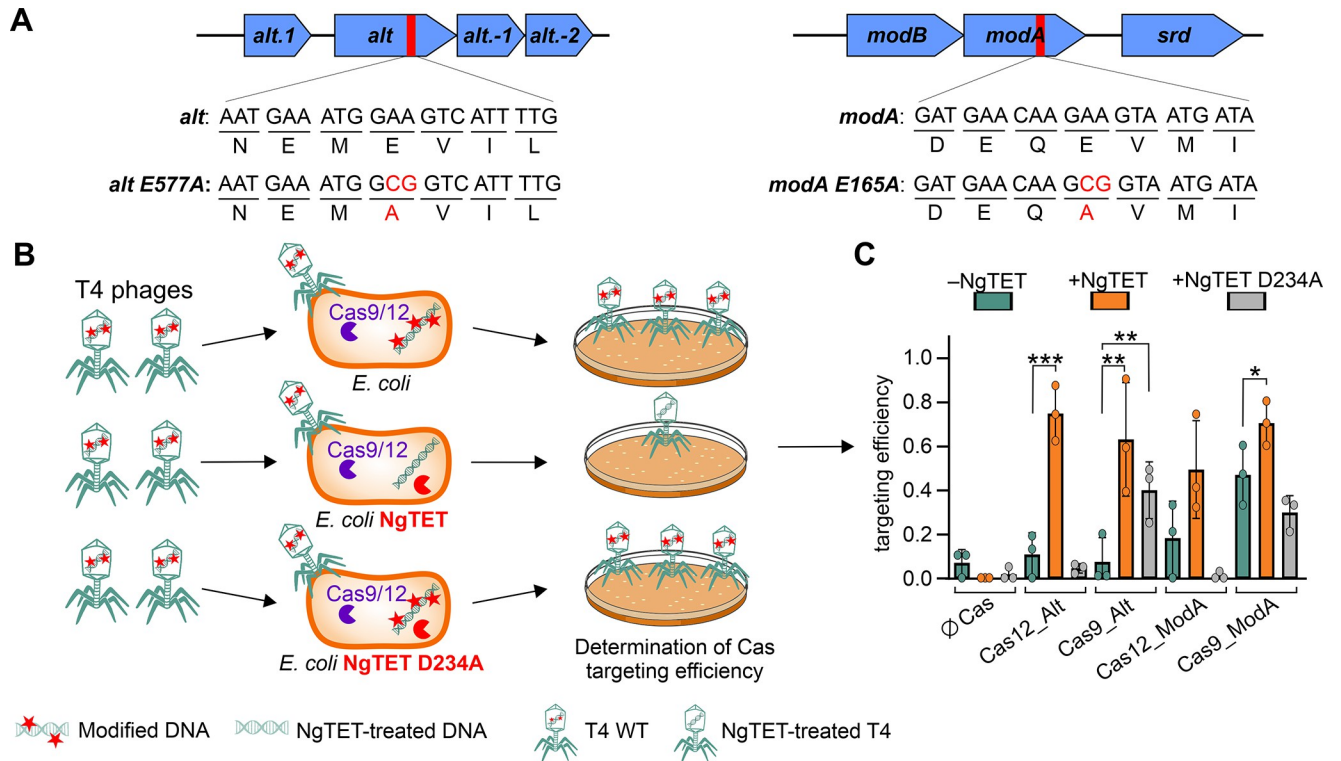 A
alt.1 alt alt.-1 alt.-2
modB modA srd
alt: AAT GAA ATG GAA GTC ATT TTG
N E M E V I L
alt E577A: AAT GAA ATG GCG GTC ATT TTG
N E M A V I L
modA: GAT GAA CAA GAA GTA ATG ATA
D E Q E V M I
modA E165A: GAT GAA CAA GCG GTA ATG ATA
D E Q A V M I
B
T4 phages
Cas9/12
E. coli
Cas9/12
E. coli NgTET
Cas9/12
E. coli NgTET D234A
Determination of Cas
targeting efficiency
Modified DNA
NgTET-treated DNA
T4 WT
NgTET-treated T4
C
–NgTET +NgTET +NgTET D234A
targeting efficiency
1.0
0.8
0.6
0.4
0.2
0.0
***
**
**
*
Ø Cas
Cas12_Alt
Cas9_Alt
Cas12_ModA
Cas9_ModA